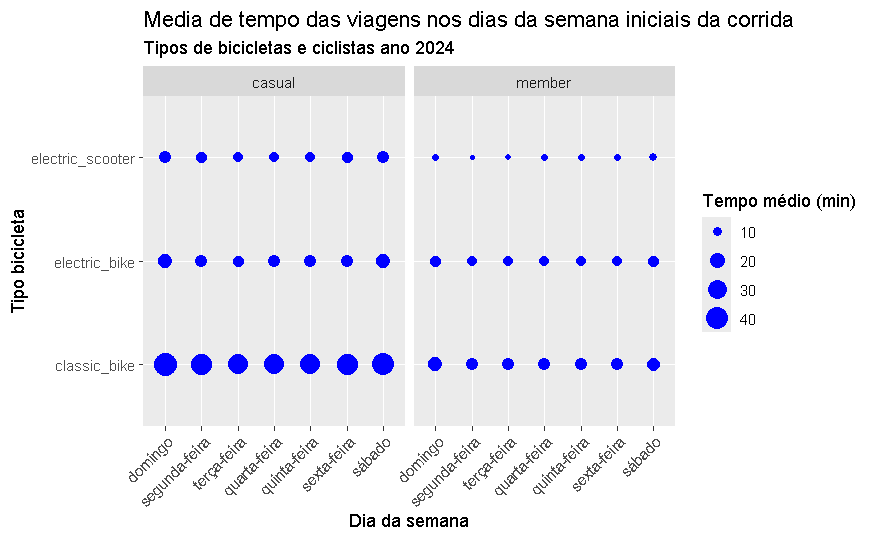 Media de tempo das viagens nos dias da semana iniciais da corrida
Tipos de bicicletas e ciclistas ano 2024
casual
member
electric_scooter
electric_bike
classic_bike
Tipo bicicleta
domingo
segunda-feira
terça-feira
quarta-feira
quinta-feira
sexta-feira
sábado
domingo
segunda-feira
terça-feira
quarta-feira
quinta-feira
sexta-feira
sábado
Dia da semana
Tempo médio (min)
10
20
30
40